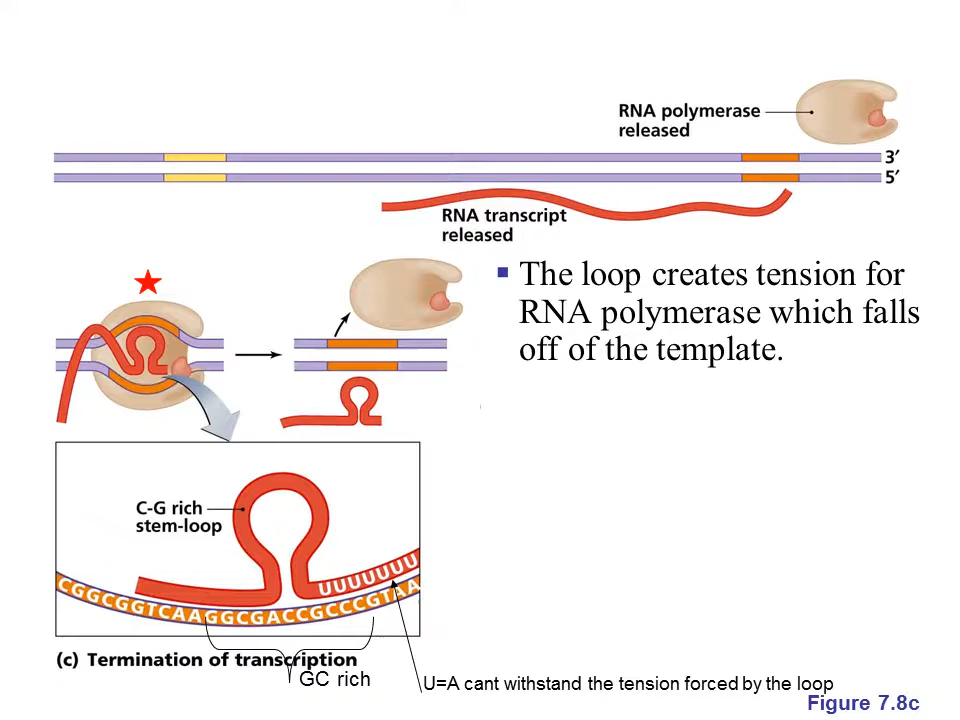 RNA polymerase
released
3′
5′
RNA transcript
released
The loop creates tension for
RNA polymerase which falls
off of the template.
C-G rich
stem-loop
UUUUUUU
CGGCGGTCAAGGCGACCGCCCGTAA
(c) Termination of transcription
GC rich
U=A cant withstand the tension forced by the loop
Figure 7.8c